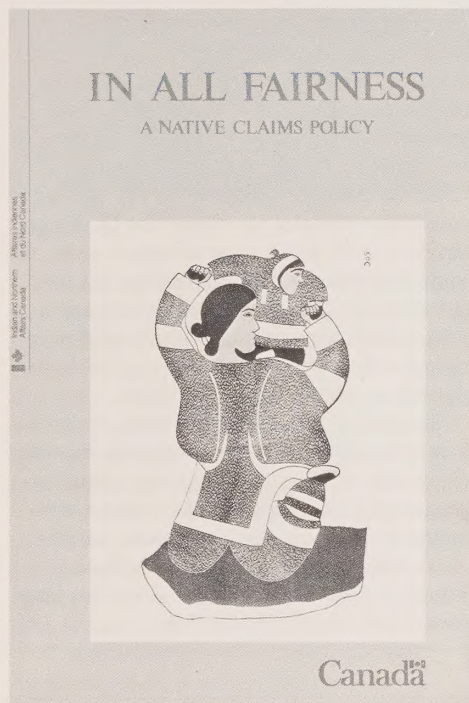 IN ALL FAIRNESS
A NATIVE CLAIMS POLICY
Indian and Northern
Affairs Canada
Affaires indiennes
et du Nord Canada
Canada